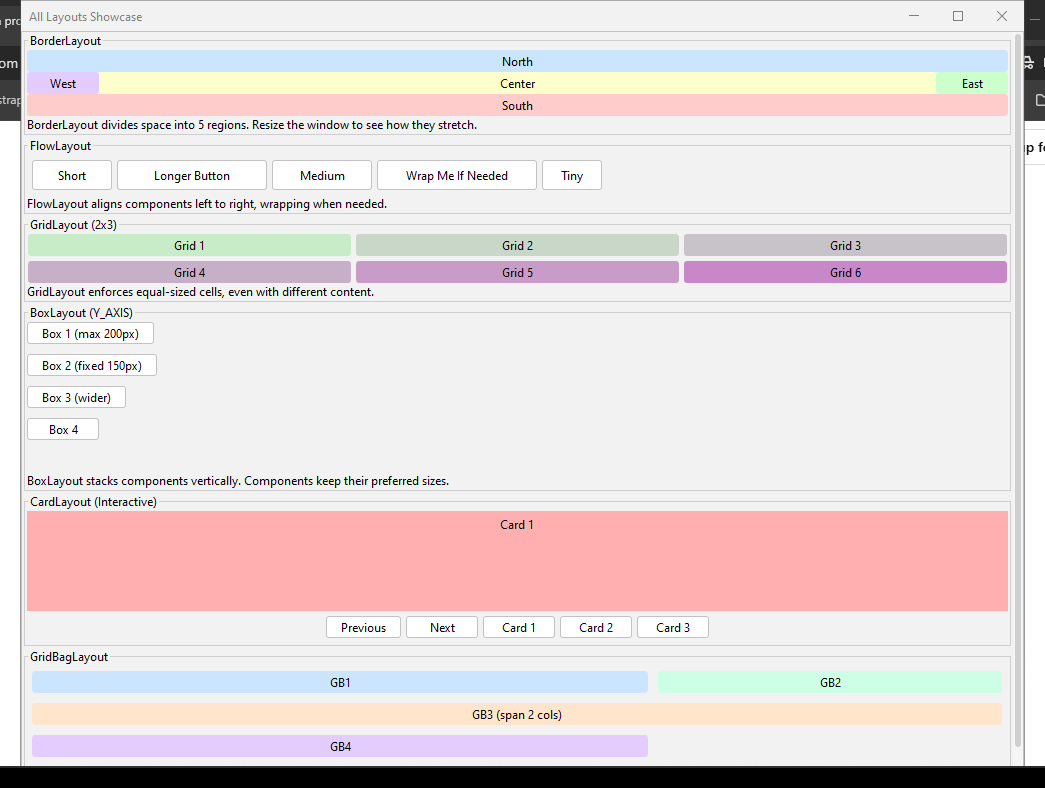 All Layouts Showcase
BorderLayout
North
West Center East
South
BorderLayout divides space into 5 regions. Resize the window to see how they stretch.
FlowLayout
Short Longer Button Medium Wrap Me If Needed Tiny
FlowLayout aligns components left to right, wrapping when needed.
GridLayout (2x3)
Grid 1 Grid 2 Grid 3
Grid 4 Grid 5 Grid 6
GridLayout enforces equal-sized cells, even with different content.
BoxLayout (Y_AXIS)
Box 1 (max 200px)
Box 2 (fixed 150px)
Box 3 (wider)
Box 4
BoxLayout stacks components vertically. Components keep their preferred sizes.
CardLayout (Interactive)
Card 1
Previous Next Card 1 Card 2 Card 3
GridBagLayout
GB1 GB2
GB3 (span 2 cols)
GB4